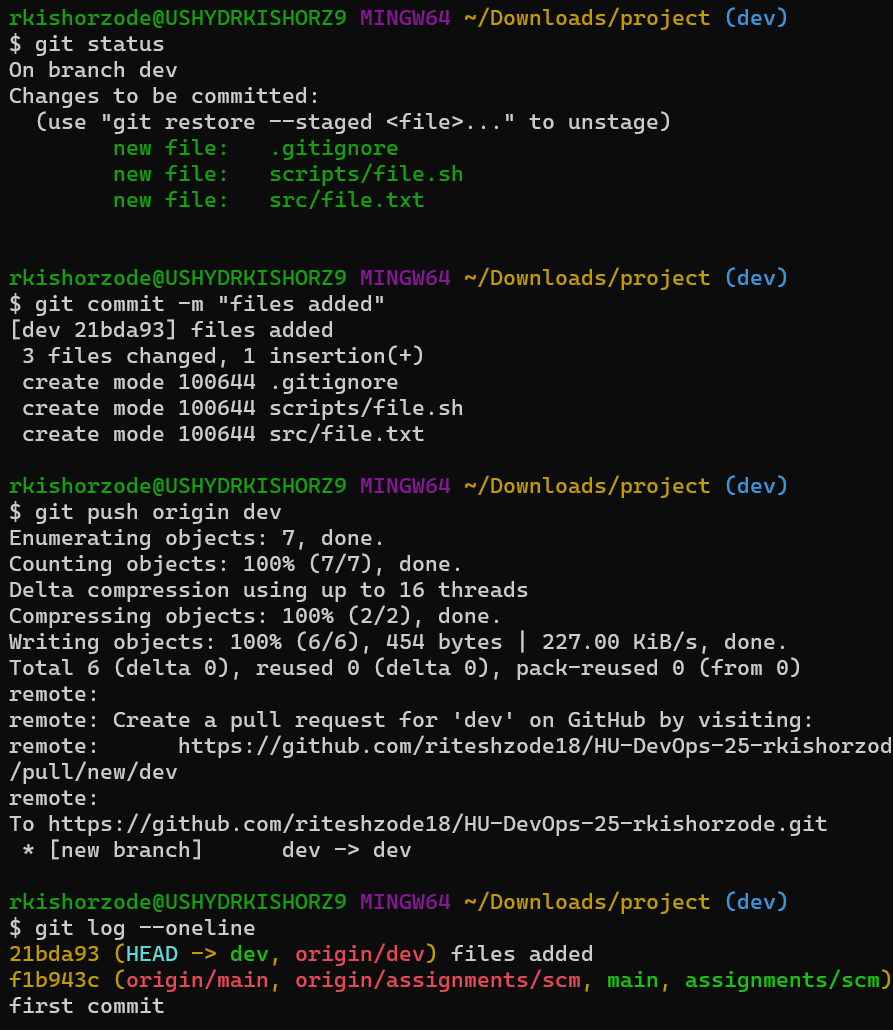 rkishorzode@USHYDRKISHORZ9 MINGW64 ~/Downloads/project (dev)
$ git status
On branch dev
Changes to be committed:
  (use "git restore --staged <file>..." to unstage)
        new file:   .gitignore
        new file:   scripts/file.sh
        new file:   src/file.txt

rkishorzode@USHYDRKISHORZ9 MINGW64 ~/Downloads/project (dev)
$ git commit -m "files added"
[dev 21bda93] files added
 3 files changed, 1 insertion(+)
 create mode 100644 .gitignore
 create mode 100644 scripts/file.sh
 create mode 100644 src/file.txt

rkishorzode@USHYDRKISHORZ9 MINGW64 ~/Downloads/project (dev)
$ git push origin dev
Enumerating objects: 7, done.
Counting objects: 100% (7/7), done.
Delta compression using up to 16 threads
Compressing objects: 100% (2/2), done.
Writing objects: 100% (6/6), 454 bytes | 227.00 KiB/s, done.
Total 6 (delta 0), reused 0 (delta 0), pack-reused 0 (from 0)
remote:
remote: Create a pull request for 'dev' on GitHub by visiting:
remote:      https://github.com/riteshzode18/HU-DevOps-25-rkishorzod
/pull/new/dev
remote:
To https://github.com/riteshzode18/HU-DevOps-25-rkishorzode.git
 * [new branch]      dev -> dev

rkishorzode@USHYDRKISHORZ9 MINGW64 ~/Downloads/project (dev)
$ git log --oneline
21bda93 (HEAD -> dev, origin/dev) files added
f1b943c (origin/main, origin/assignments/scm, main, assignments/scm)
first commit